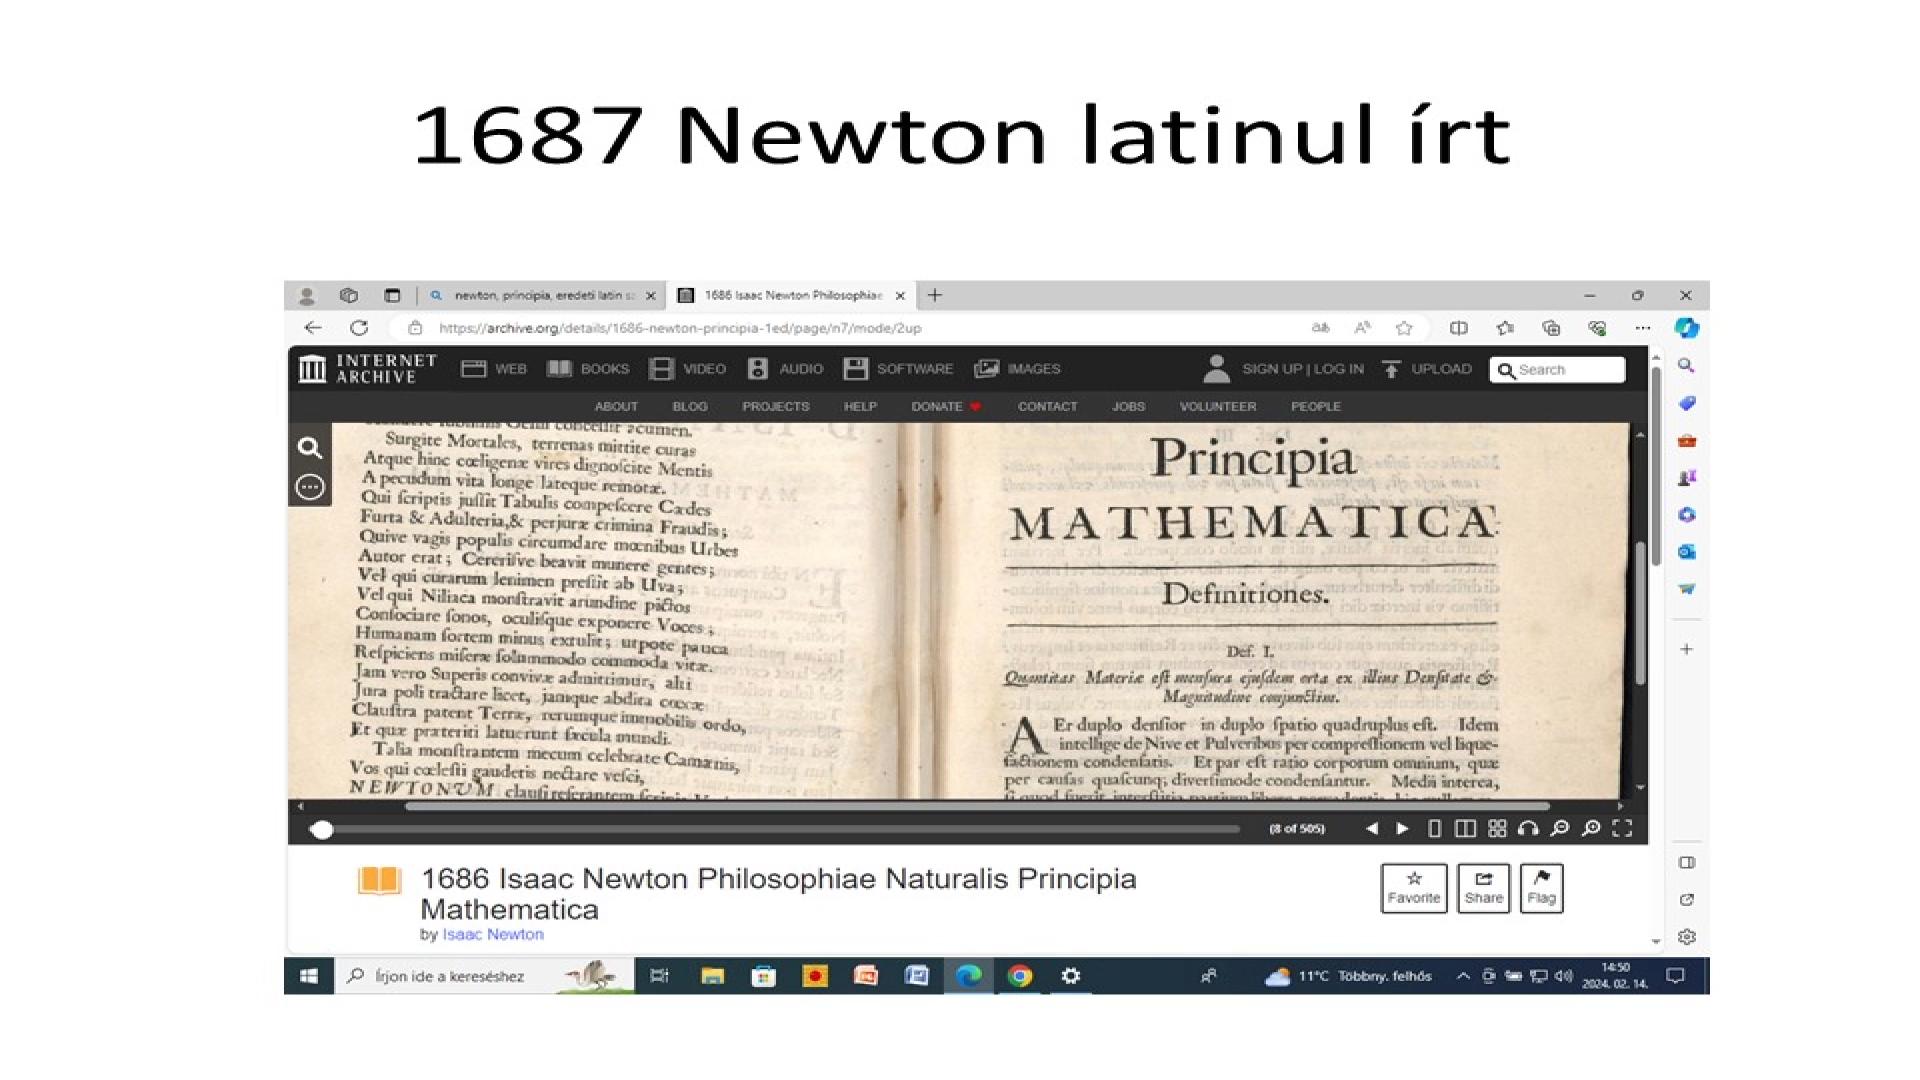 1687 Newton latinul írt
newton, principia, eredeti latin sz
1686 Isaac Newton Philosophiae
https://archive.org/details/1686-newton-principia-1ed/page/n7/mode/2up
INTERNET ARCHIVE
WEB BOOKS VIDEO AUDIO SOFTWARE IMAGES SIGN UP | LOG IN UPLOAD Search
ABOUT BLOG PROJECTS HELP DONATE CONTACT JOBS VOLUNTEER PEOPLE
Surgite Mortales, terrenas mittite curas
Atque hinc cœligenæ vires dignoſcite Mentis
A pecudum vita longe lateque remotæ.
Qui ſcriptis juſſit Tabulis compeſcere Cædes
Furta & Adulteria,& perjuræ crimina Fraudis;
Quive vagis populis circumdare mœnibus Urbes
Autor erat; Cereriſve beavit munere gentes;
Vel qui curarum lenimen preſſit ab Uva;
Vel qui Niliaca monſtravit arundine pictos
Conſociare ſonos, oculiſque exponere Voces;
Humanam ſortem minus extulit; utpote pauca
Reſpiciens miſeræ ſolummodo commoda vitæ.
Jam vero Superis convivæ admittimur, alti
Jura poli tractare licet, jamque abdita cœcæ
Clauſtra patent Terræ, rerumque immobilis ordo,
Et quæ præteriti latuerunt ſæcula mundi.
Talia monſtrantem mecum celebrate Camænis,
Vos qui cœleſti gauderis nectare veſci,
NEWTONUM clauſi reſerantem ſcrinia
Principia
MATHEMATICA
Definitiones.
Def. I.
Quantitas Materiæ eſt menſura ejuſdem orta ex illius Denſitate &
Magnitudine conjunctim.
AEr duplo denſior in duplo ſpatio quadruplus eſt. Idem
intellige de Nive et Pulveribus per compreſſionem vel lique-
factionem condenſatis. Et par eſt ratio corporum omnium, quæ
per cauſas quaſcunq; diverſimode condenſantur. Medii interea,
(8 of 505)
1686 Isaac Newton Philosophiae Naturalis Principia
Mathematica
by Isaac Newton
Favorite Share Flag
Írjon ide a kereséshez
11°C Többny. felhős
14:50
2024. 02. 14.